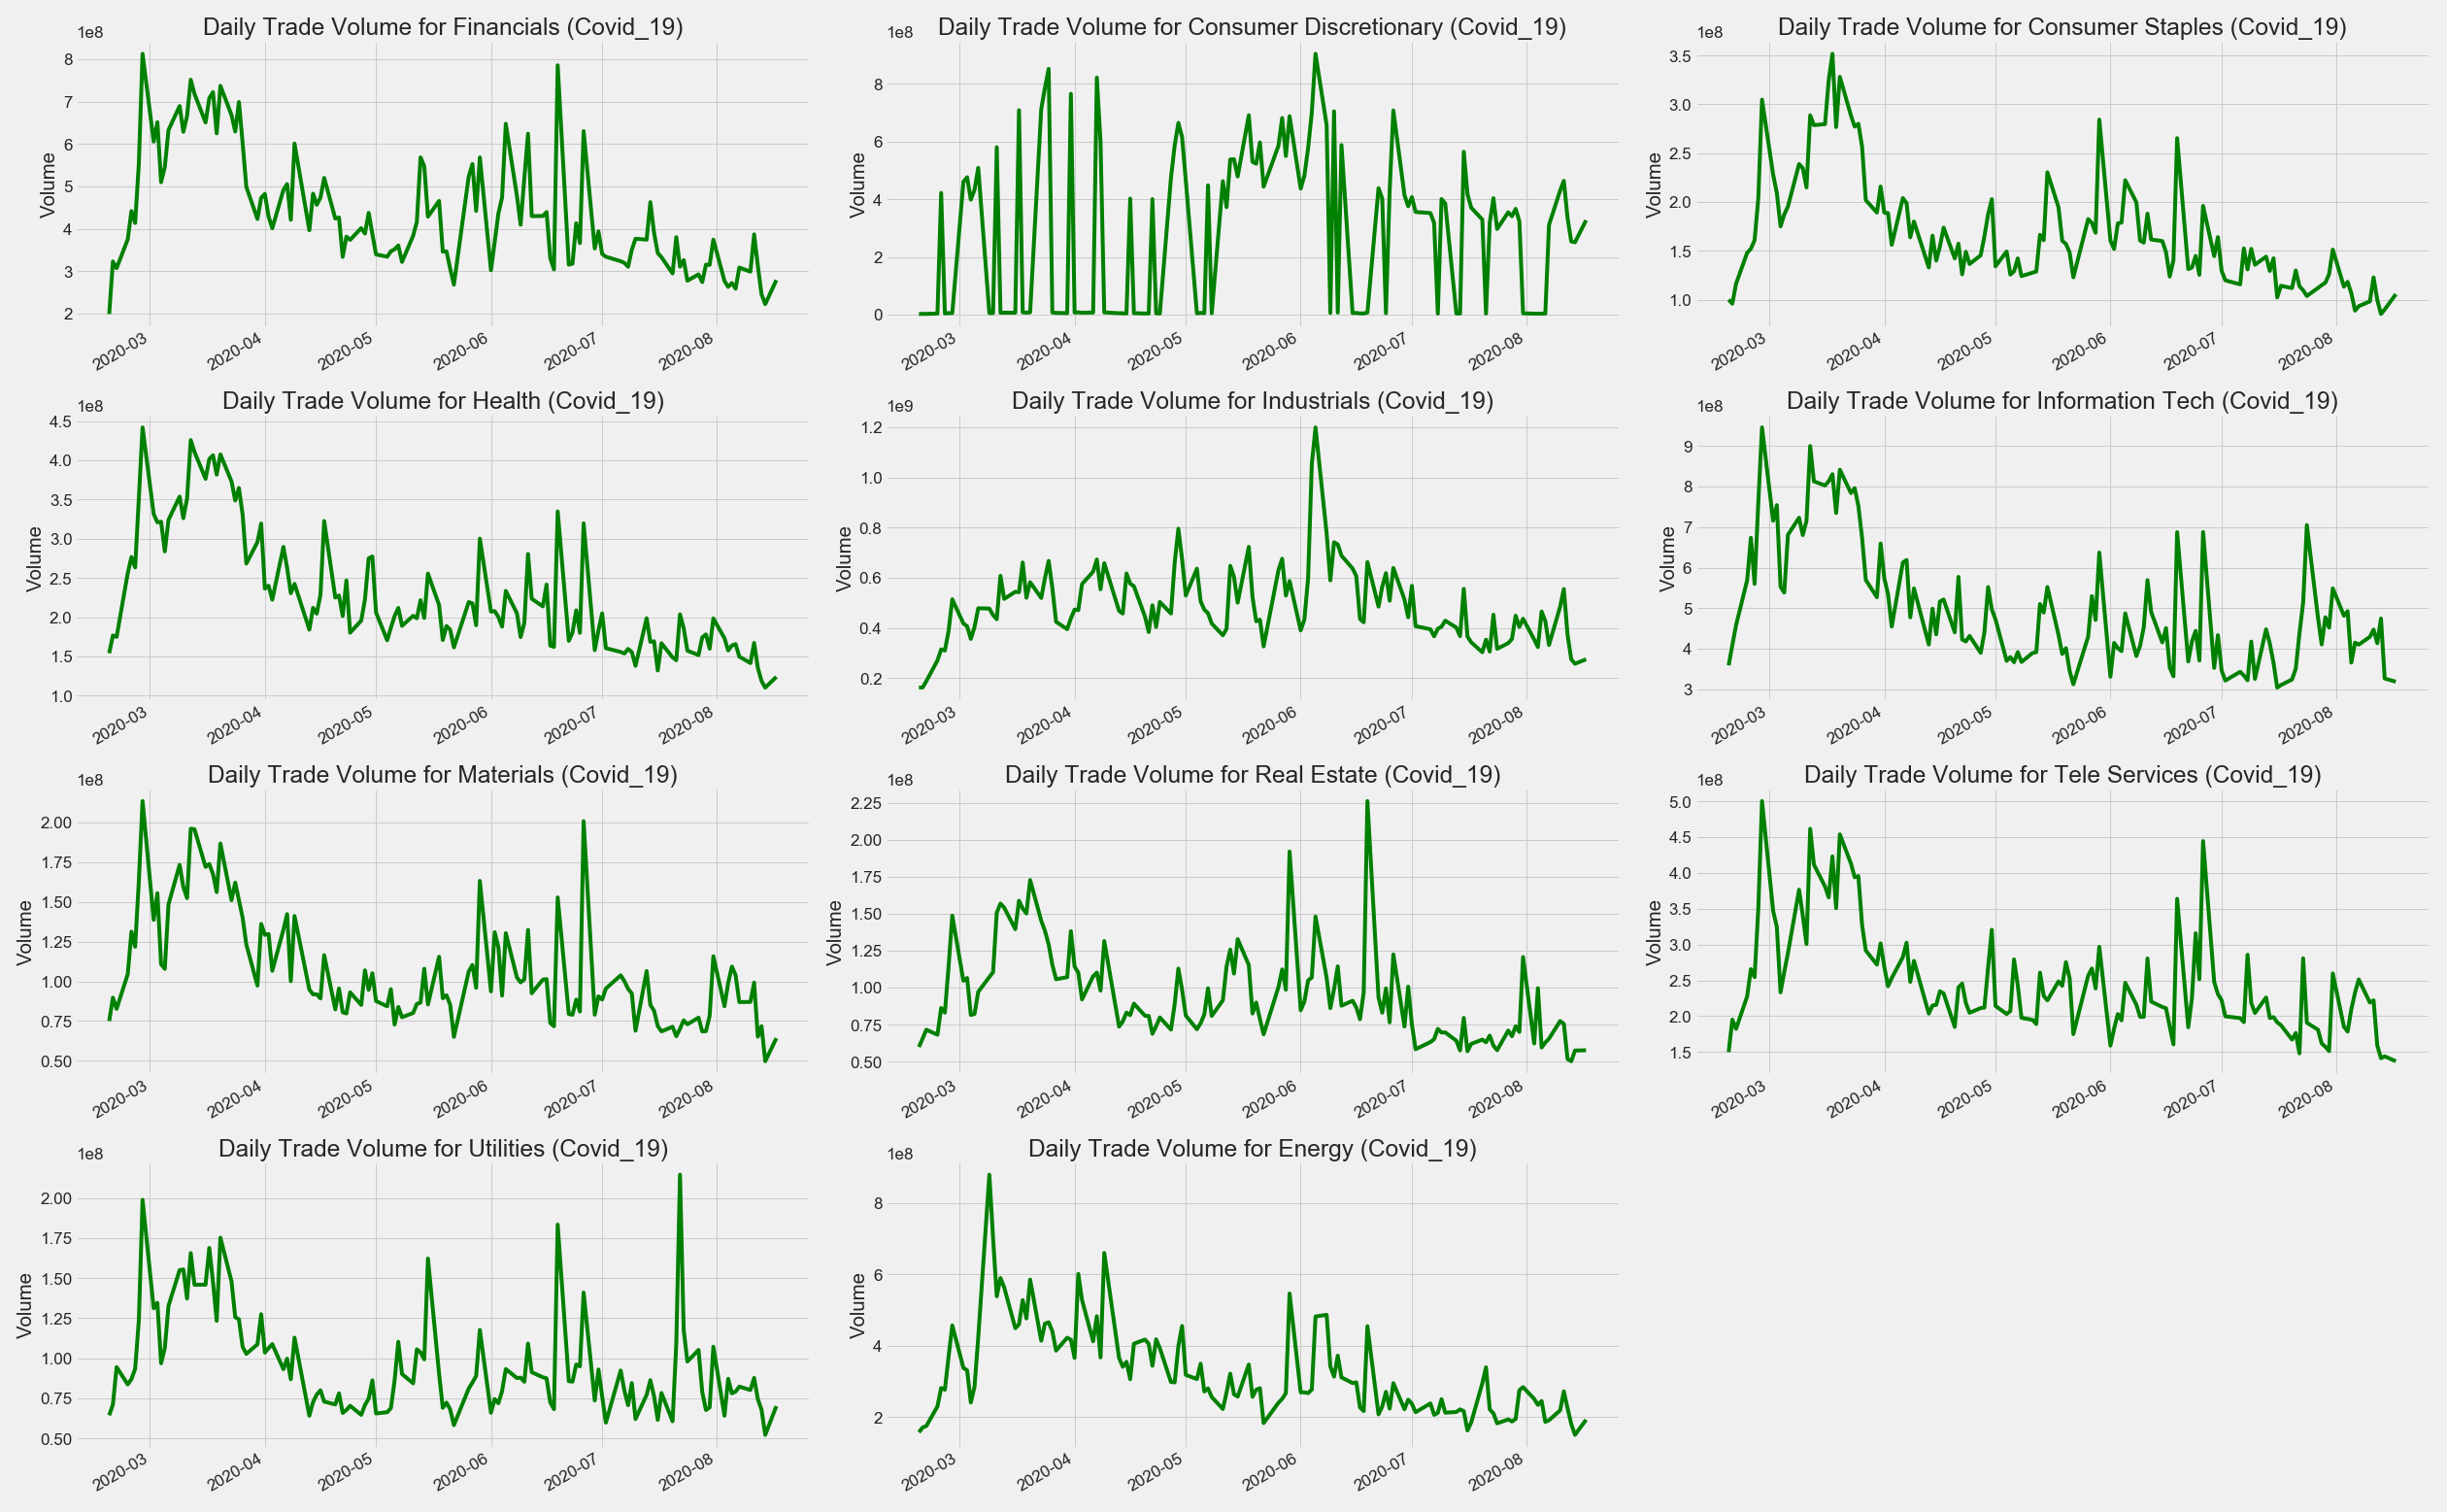 Daily Trade Volume for Financials (Covid_19)
1e8
Volume
8
7
6
5
4
3
2
2020-03 2020-04 2020-05 2020-06 2020-07 2020-08
Daily Trade Volume for Consumer Discretionary (Covid_19)
1e8
Volume
8
6
4
2
0
2020-03 2020-04 2020-05 2020-06 2020-07 2020-08
Daily Trade Volume for Consumer Staples (Covid_19)
1e8
Volume
3.5
3.0
2.5
2.0
1.5
1.0
2020-03 2020-04 2020-05 2020-06 2020-07 2020-08
Daily Trade Volume for Health (Covid_19)
1e8
Volume
4.5
4.0
3.5
3.0
2.5
2.0
1.5
1.0
2020-03 2020-04 2020-05 2020-06 2020-07 2020-08
Daily Trade Volume for Industrials (Covid_19)
1e9
Volume
1.2
1.0
0.8
0.6
0.4
0.2
2020-03 2020-04 2020-05 2020-06 2020-07 2020-08
Daily Trade Volume for Information Tech (Covid_19)
1e8
Volume
9
8
7
6
5
4
3
2020-03 2020-04 2020-05 2020-06 2020-07 2020-08
Daily Trade Volume for Materials (Covid_19)
1e8
Volume
2.00
1.75
1.50
1.25
1.00
0.75
0.50
2020-03 2020-04 2020-05 2020-06 2020-07 2020-08
Daily Trade Volume for Real Estate (Covid_19)
1e8
Volume
2.25
2.00
1.75
1.50
1.25
1.00
0.75
0.50
2020-03 2020-04 2020-05 2020-06 2020-07 2020-08
Daily Trade Volume for Tele Services (Covid_19)
1e8
Volume
5.0
4.5
4.0
3.5
3.0
2.5
2.0
1.5
2020-03 2020-04 2020-05 2020-06 2020-07 2020-08
Daily Trade Volume for Utilities (Covid_19)
1e8
Volume
2.00
1.75
1.50
1.25
1.00
0.75
0.50
2020-03 2020-04 2020-05 2020-06 2020-07 2020-08
Daily Trade Volume for Energy (Covid_19)
1e8
Volume
8
6
4
2
2020-03 2020-04 2020-05 2020-06 2020-07 2020-08